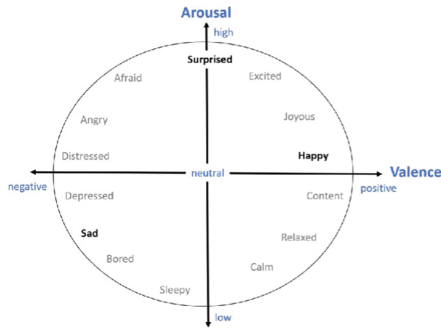 Arousal
high
Surprised
Afraid
Excited
Angry
Joyous
Distressed
Happy
negative
neutral
Valence
positive
Depressed
Content
Sad
Relaxed
Bored
Calm
Sleepy
low